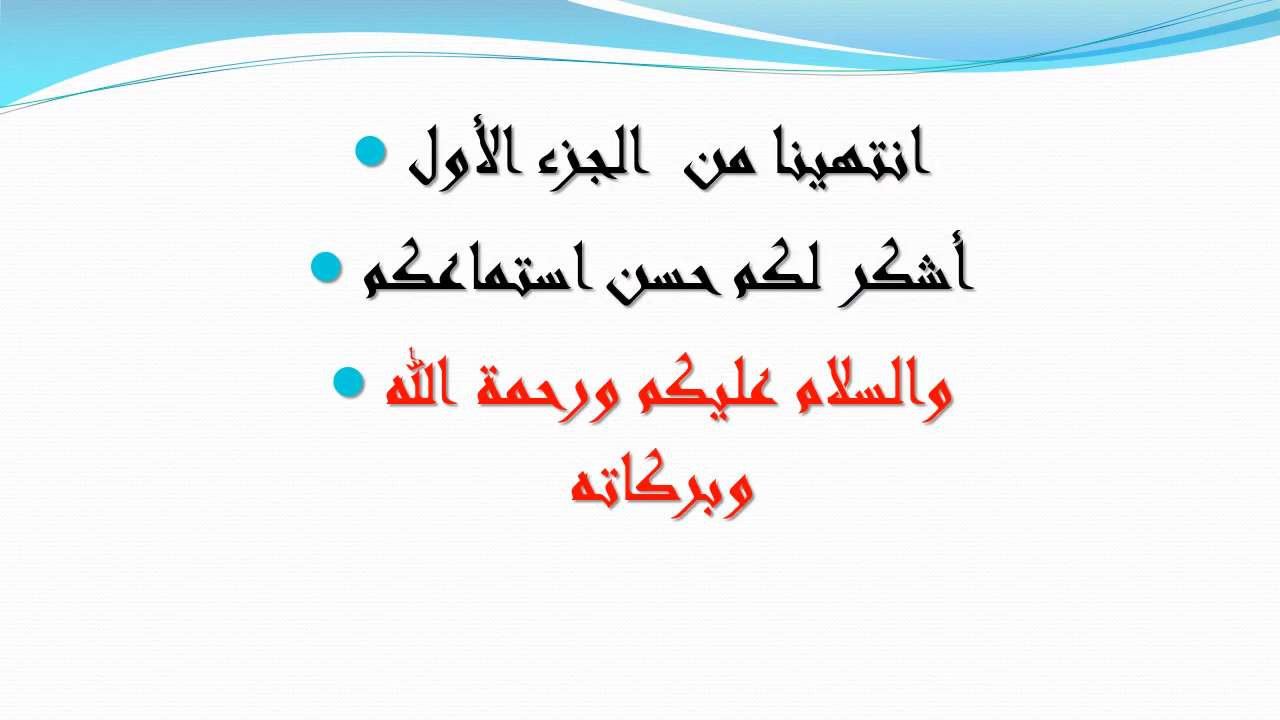 انتهينا من الجزء الأول
أشكر لكم حسن استماعكم
والسلام عليكم ورحمة الله
وبركاته